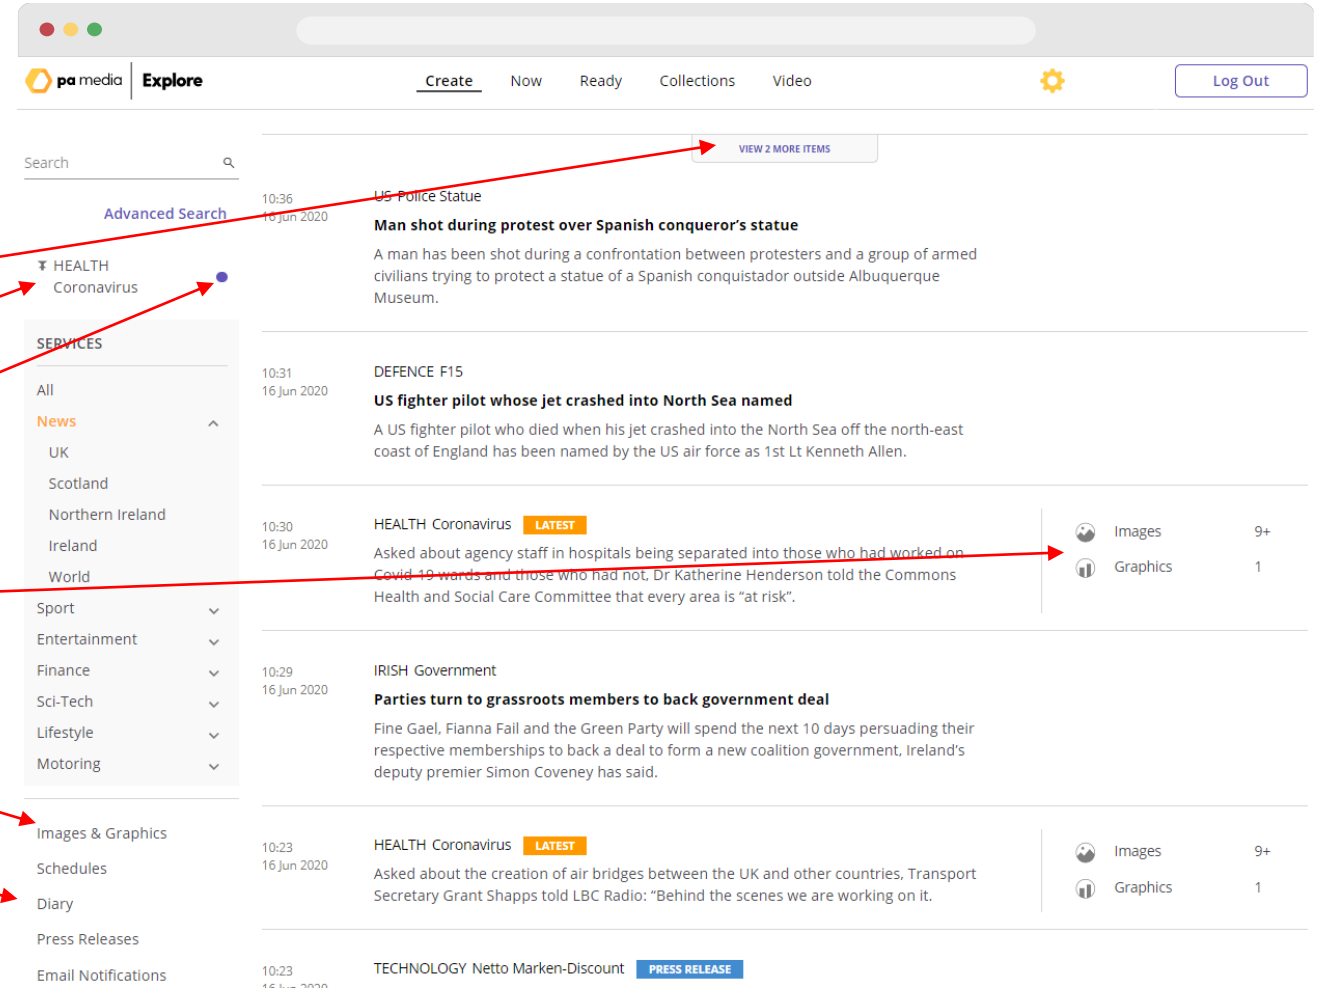 pa media Explore
Create Now Ready Collections Video
Log Out
Search
Advanced Search
HEALTH
Coronavirus
SERVICES
All
News
UK
Scotland
Northern Ireland
Ireland
World
Sport
Entertainment
Finance
Sci-Tech
Lifestyle
Motoring
Images & Graphics
Schedules
Diary
Press Releases
Email Notifications
VIEW 2 MORE ITEMS
10:36
16 Jun 2020
US Police Statue
Man shot during protest over Spanish conqueror's statue
A man has been shot during a confrontation between protesters and a group of armed
civilians trying to protect a statue of a Spanish conquistador outside Albuquerque
Museum.
10:31
16 Jun 2020
DEFENCE F15
US fighter pilot whose jet crashed into North Sea named
A US fighter pilot who died when his jet crashed into the North Sea off the north-east
coast of England has been named by the US air force as 1st Lt Kenneth Allen.
10:30
16 Jun 2020
HEALTH Coronavirus LATEST
Asked about agency staff in hospitals being separated into those who had worked on
Covid-19 wards and those who had not, Dr Katherine Henderson told the Commons
Health and Social Care Committee that every area is "at risk".
Images 9+
Graphics 1
10:29
16 Jun 2020
IRISH Government
Parties turn to grassroots members to back government deal
Fine Gael, Fianna Fail and the Green Party will spend the next 10 days persuading their
respective memberships to back a deal to form a new coalition government, Ireland's
deputy premier Simon Coveney has said.
10:23
16 Jun 2020
HEALTH Coronavirus LATEST
Asked about the creation of air bridges between the UK and other countries, Transport
Secretary Grant Shapps told LBC Radio: "Behind the scenes we are working on it.
Images 9+
Graphics 1
10:23
16 Jun 2020
TECHNOLOGY Netto Marken-Discount PRESS RELEASE